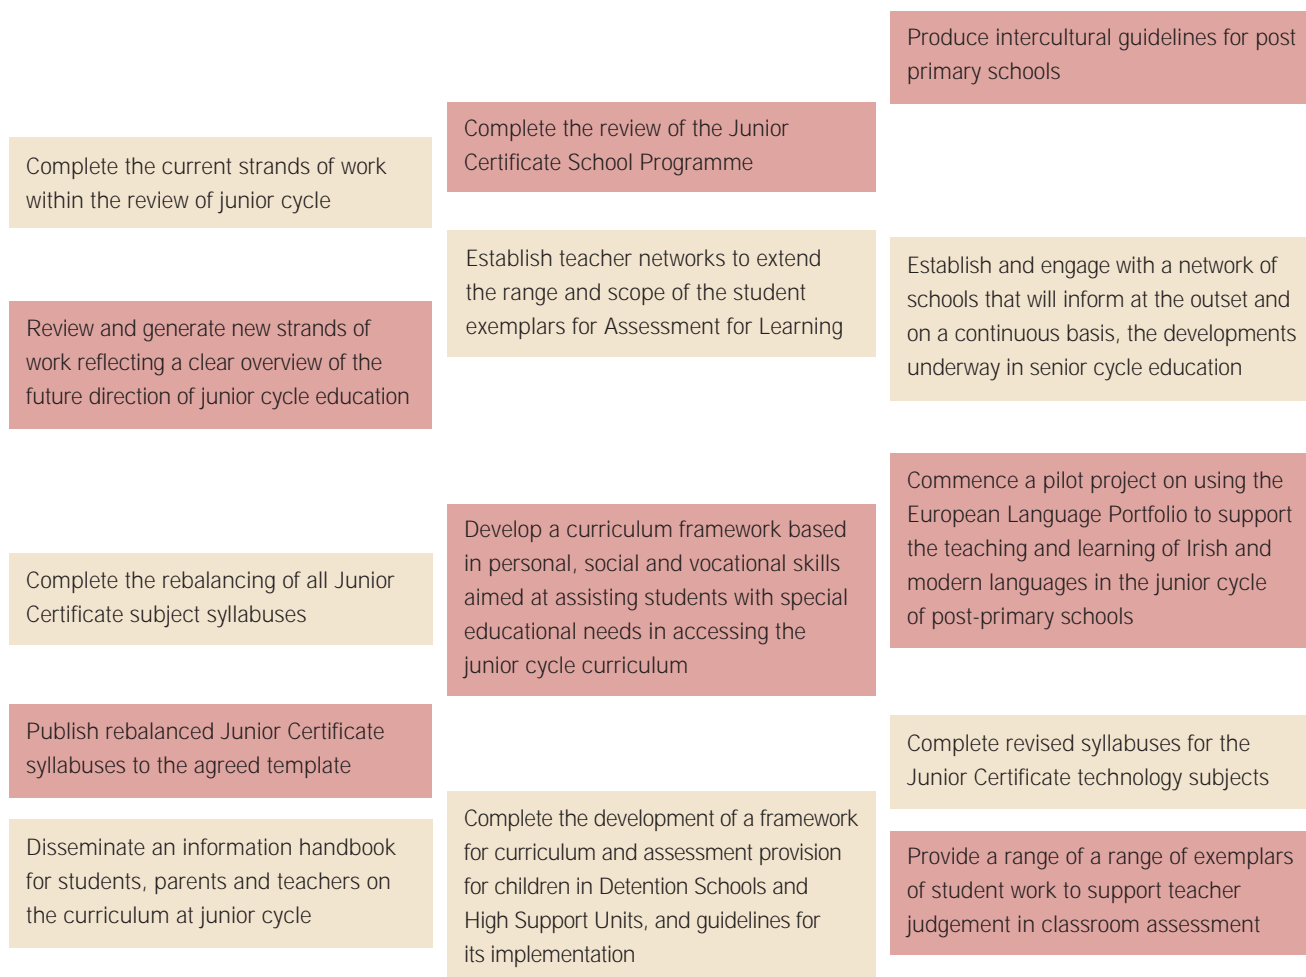 Complete the current strands of work
within the review of junior cycle
Review and generate new strands of
work reflecting a clear overview of the
future direction of junior cycle education
Complete the rebalancing of all Junior
Certificate subject syllabuses
Publish rebalanced Junior Certificate
syllabuses to the agreed template
Disseminate an information handbook
for students, parents and teachers on
the curriculum at junior cycle
Complete the review of the Junior
Certificate School Programme
Establish teacher networks to extend
the range and scope of the student
exemplars for Assessment for Learning
Develop a curriculum framework based
in personal, social and vocational skills
aimed at assisting students with special
educational needs in accessing the
junior cycle curriculum
Complete the development of a framework
for curriculum and assessment provision
for children in Detention Schools and
High Support Units, and guidelines for
its implementation
Produce intercultural guidelines for post
primary schools
Establish and engage with a network of
schools that will inform at the outset and
on a continuous basis, the developments
underway in senior cycle education
Commence a pilot project on using the
European Language Portfolio to support
the teaching and learning of Irish and
modern languages in the junior cycle
of post-primary schools
Complete revised syllabuses for the
Junior Certificate technology subjects
Provide a range of a range of exemplars
of student work to support teacher
judgement in classroom assessment